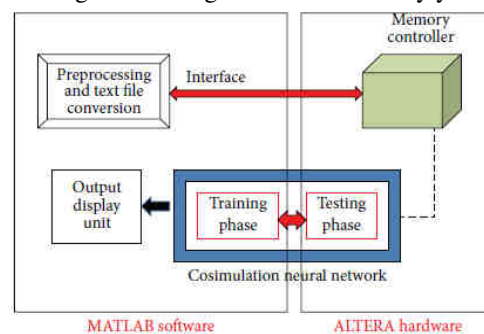 Memory
controller
Preprocessing
and text file
conversion
Interface
Output
display
unit
Training
phase
Testing
phase
Cosimulation neural network
MATLAB software
ALTERA hardware